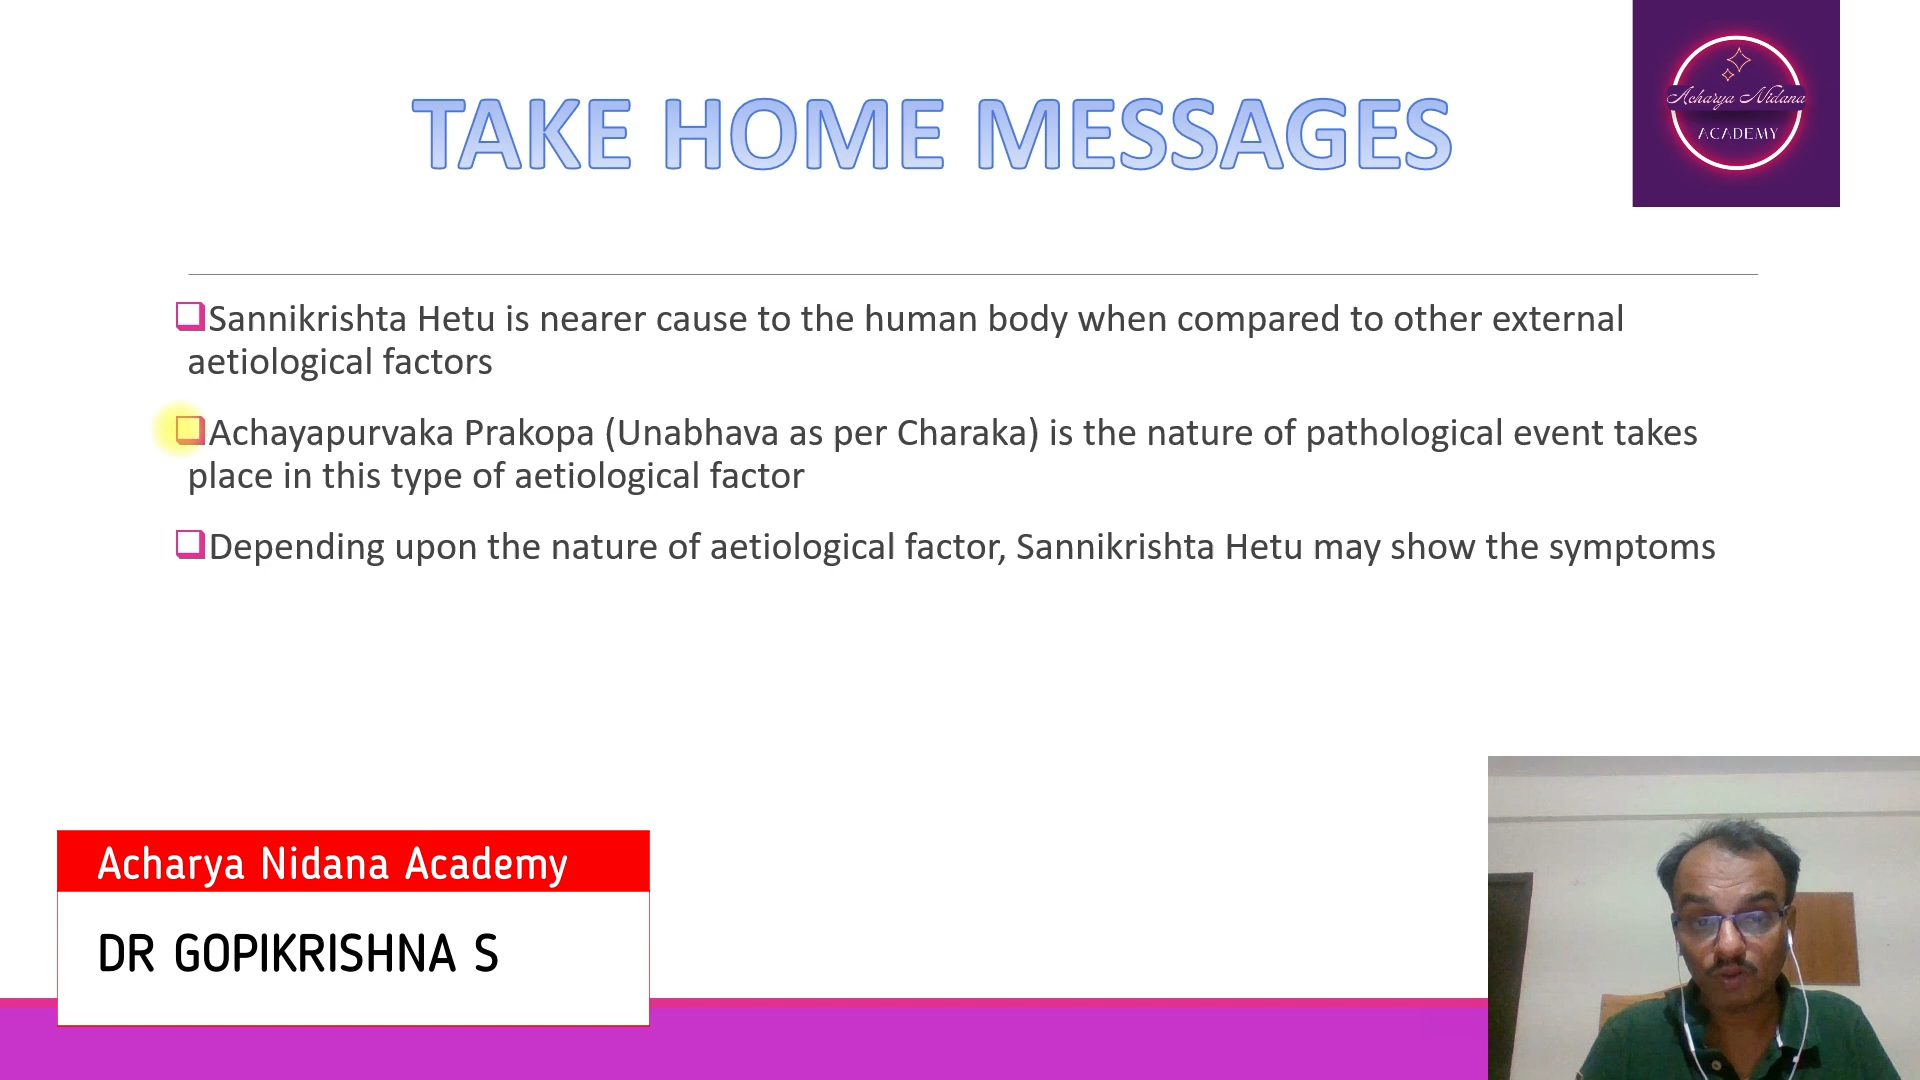 TAKE HOME MESSAGES
Acharya Nidana
ACADEMY
❑Sannikrishta Hetu is nearer cause to the human body when compared to other external
aetiological factors
❑Achayapurvaka Prakopa (Unabhava as per Charaka) is the nature of pathological event takes
place in this type of aetiological factor
❑Depending upon the nature of aetiological factor, Sannikrishta Hetu may show the symptoms
Acharya Nidana Academy
DR GOPIKRISHNA S